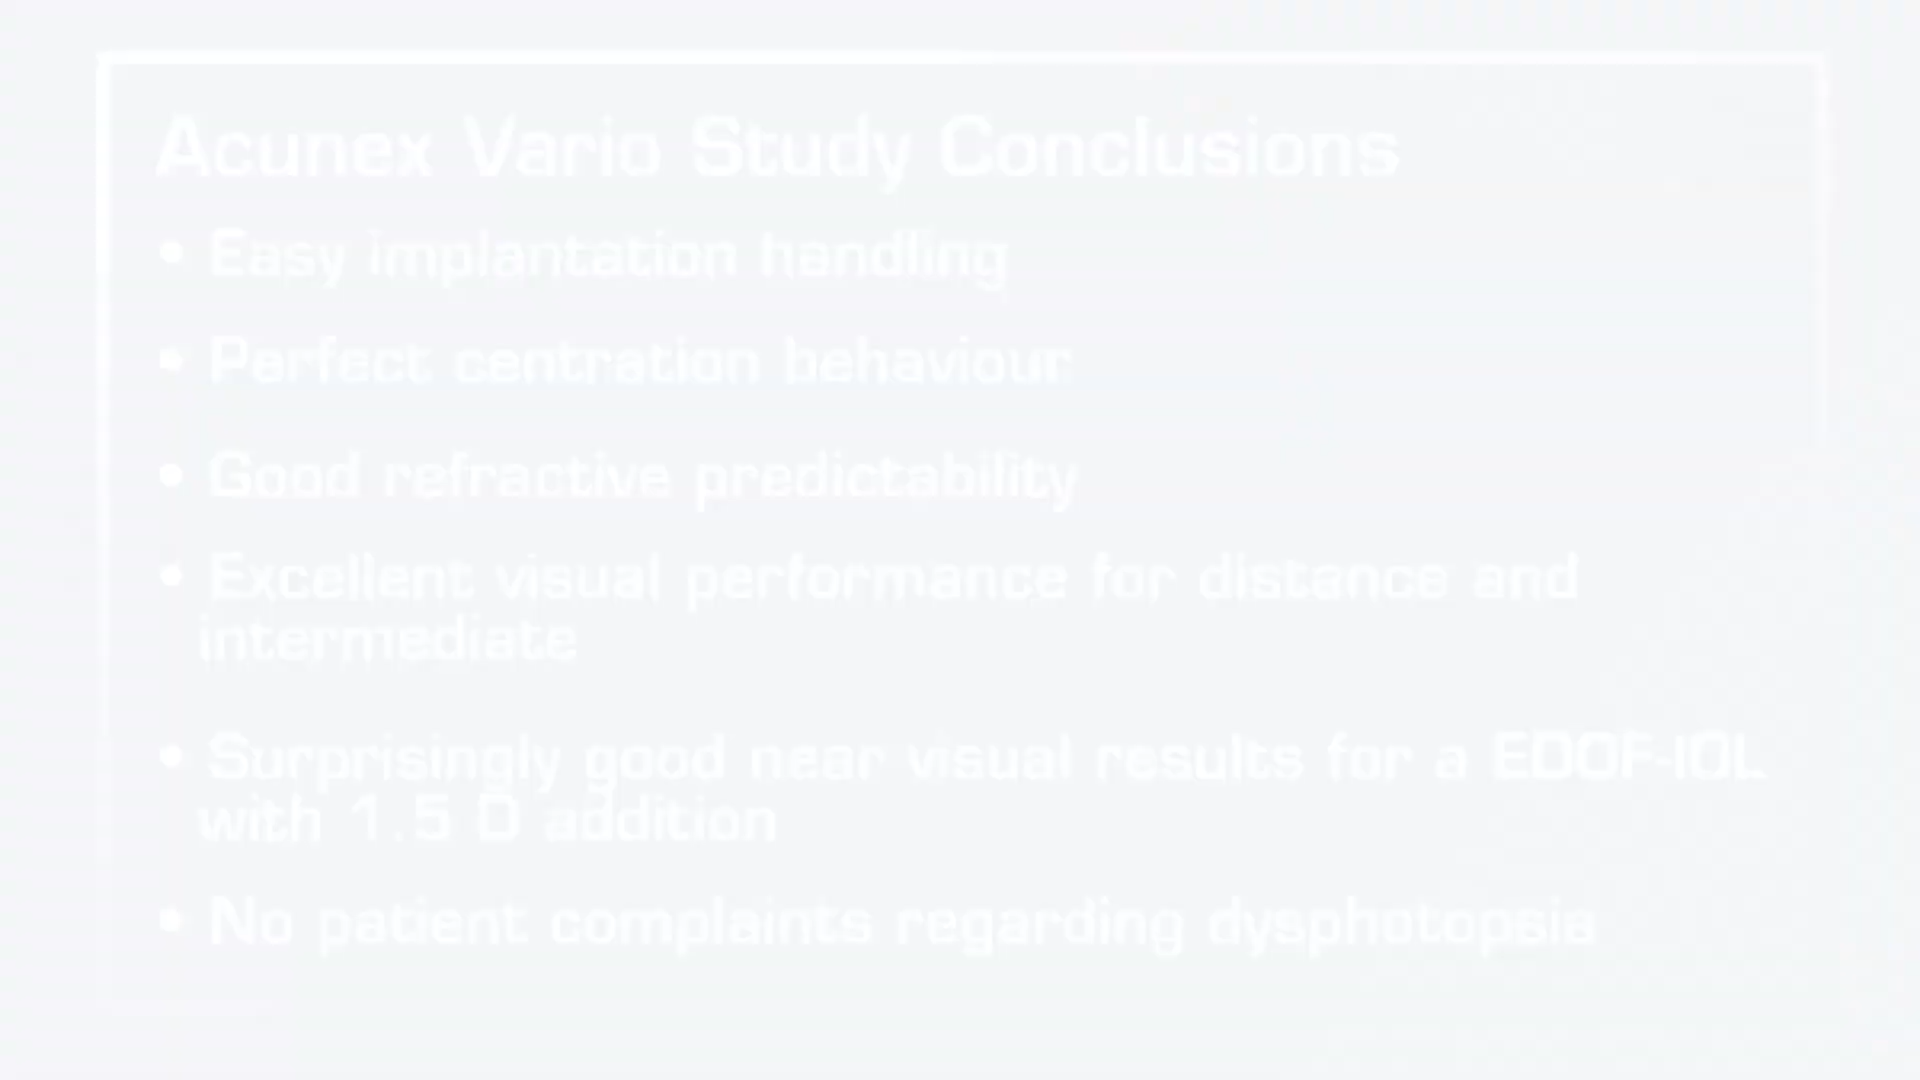 Acunex Vario Study Conclusions
• Easy implantation handling
• Perfect centration behaviour
• Good refractive predictability
• Excellent visual performance for distance and
intermediate
• Surprisingly good near visual results for a EDOF-IOL
with 1.5 D addition
• No patient complaints regarding dysphotopsia